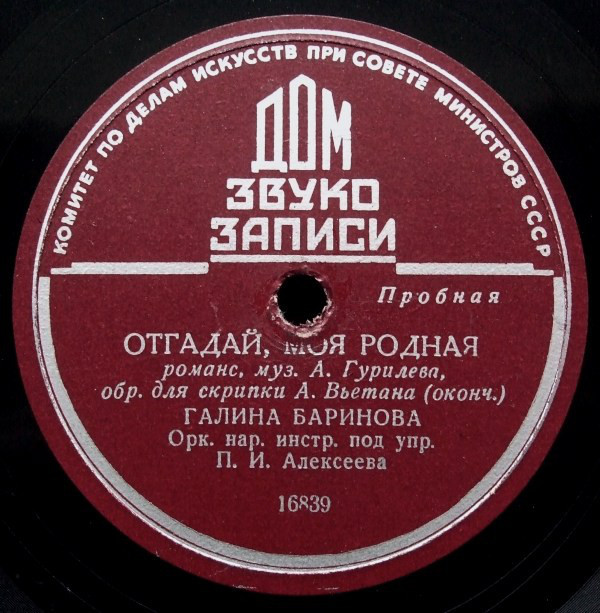 КОМИТЕТ ПО ДЕЛАМ ИСКУССТВ ПРИ СОВЕТЕ МИНИСТРОВ СССР
ДОМ
ЗВУКО
ЗАПИСИ
Пробная
ОТГАДАЙ, МОЯ РОДНАЯ
романс, муз. А. Гурилева,
обр. для скрипки А. Вьетана (оконч.)
ГАЛИНА БАРИНОВА
Орк. нар. инстр. под упр.
П. И. Алексеева
16839